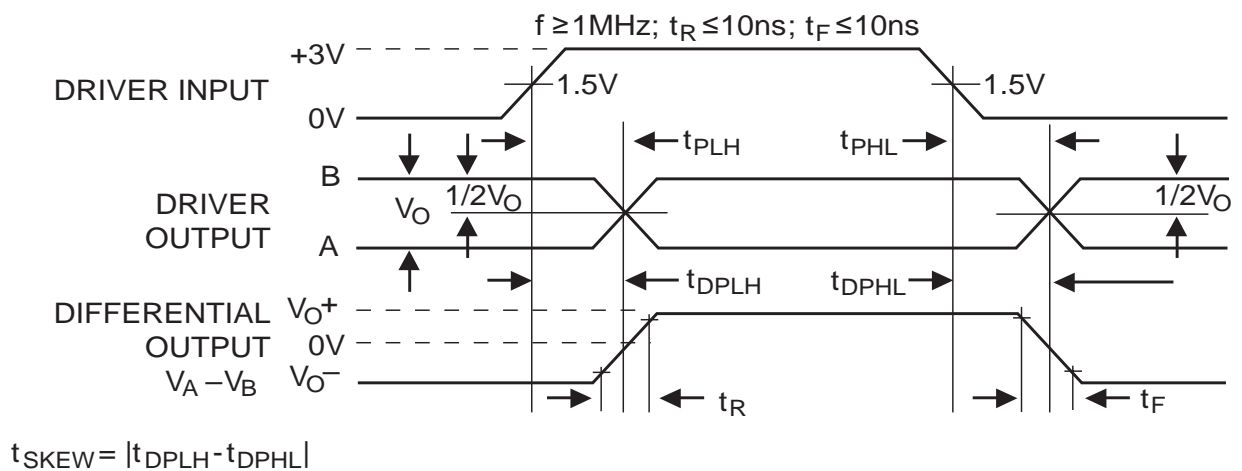 f ≥1MHz; tR ≤10ns; tF ≤10ns
+3V
DRIVER INPUT
1.5V
1.5V
0V
tPLH
tPHL
B
DRIVER
OUTPUT
VO
1/2VO
1/2VO
A
tDPLH
tDPHL
DIFFERENTIAL
OUTPUT
VA –VB
VO+
0V
VO–
tR
tF
tSKEW = |tDPLH - tDPHL|